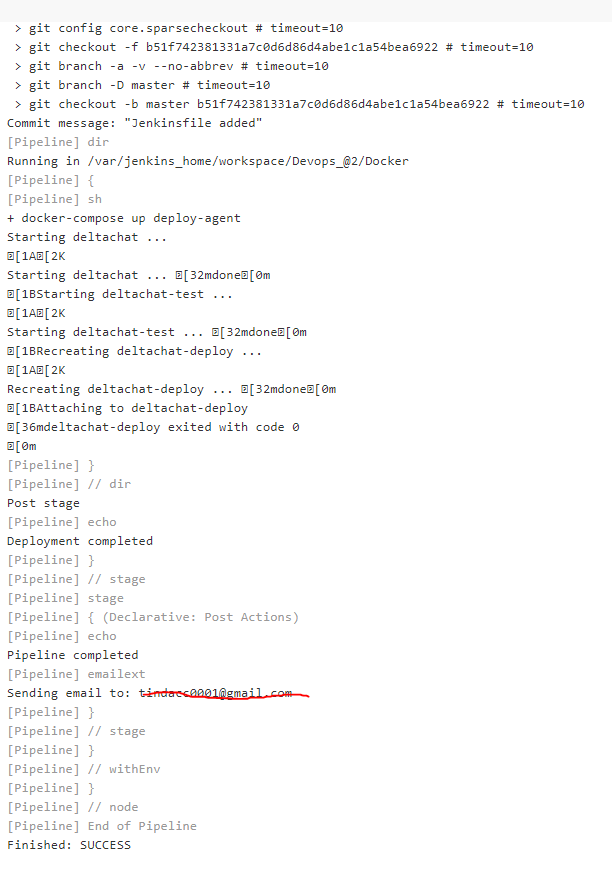 > git config core.sparsecheckout # timeout=10
> git checkout -f b51f742381331a7c0d6d86d4abe1c1a54bea6922 # timeout=10
> git branch -a -v --no-abbrev # timeout=10
> git branch -D master # timeout=10
> git checkout -b master b51f742381331a7c0d6d86d4abe1c1a54bea6922 # timeout=10
Commit message: "Jenkinsfile added"
[Pipeline] dir
Running in /var/jenkins_home/workspace/Devops_@2/Docker
[Pipeline] {
[Pipeline] sh
+ docker-compose up deploy-agent
Starting deltachat ...
␛[1A␛[2K
Starting deltachat ... ␛[32mdone␛[0m
␛[1BStarting deltachat-test ...
␛[1A␛[2K
Starting deltachat-test ... ␛[32mdone␛[0m
␛[1BRecreating deltachat-deploy ...
␛[1A␛[2K
Recreating deltachat-deploy ... ␛[32mdone␛[0m
␛[1BAttaching to deltachat-deploy
␛[36mdeltachat-deploy exited with code 0
␛[0m
[Pipeline] }
[Pipeline] // dir
Post stage
[Pipeline] echo
Deployment completed
[Pipeline] }
[Pipeline] // stage
[Pipeline] stage
[Pipeline] { (Declarative: Post Actions)
[Pipeline] echo
Pipeline completed
[Pipeline] emailext
Sending email to:
[Pipeline] }
[Pipeline] // stage
[Pipeline] }
[Pipeline] // withEnv
[Pipeline] }
[Pipeline] // node
[Pipeline] End of Pipeline
Finished: SUCCESS